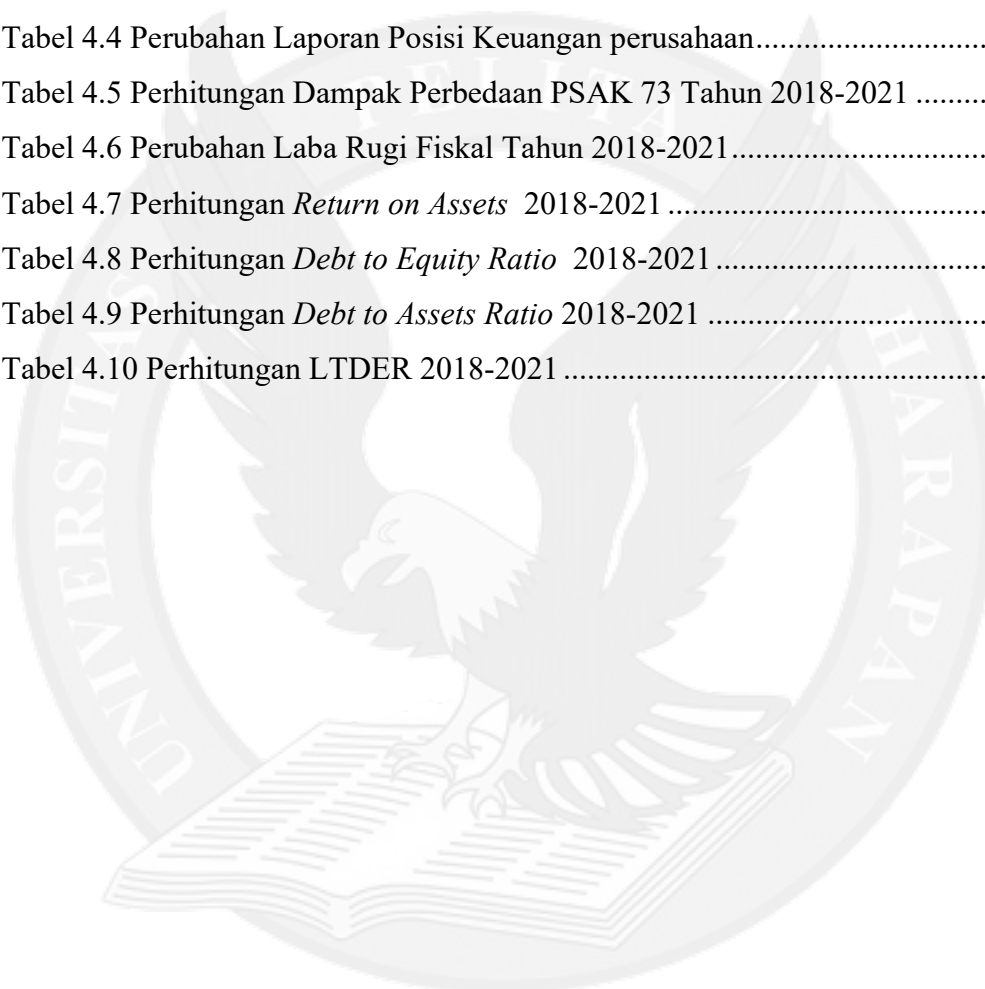 Tabel 4.4 Perubahan Laporan Posisi Keuangan perusahaan.............................
Tabel 4.5 Perhitungan Dampak Perbedaan PSAK 73 Tahun 2018-2021 .........
Tabel 4.6 Perubahan Laba Rugi Fiskal Tahun 2018-2021................................
Tabel 4.7 Perhitungan Return on Assets  2018-2021 .......................................
Tabel 4.8 Perhitungan Debt to Equity Ratio  2018-2021 .................................
Tabel 4.9 Perhitungan Debt to Assets Ratio 2018-2021 ..................................
Tabel 4.10 Perhitungan LTDER 2018-2021 ....................................................
UNIVERSITAS PELITA HARAPAN